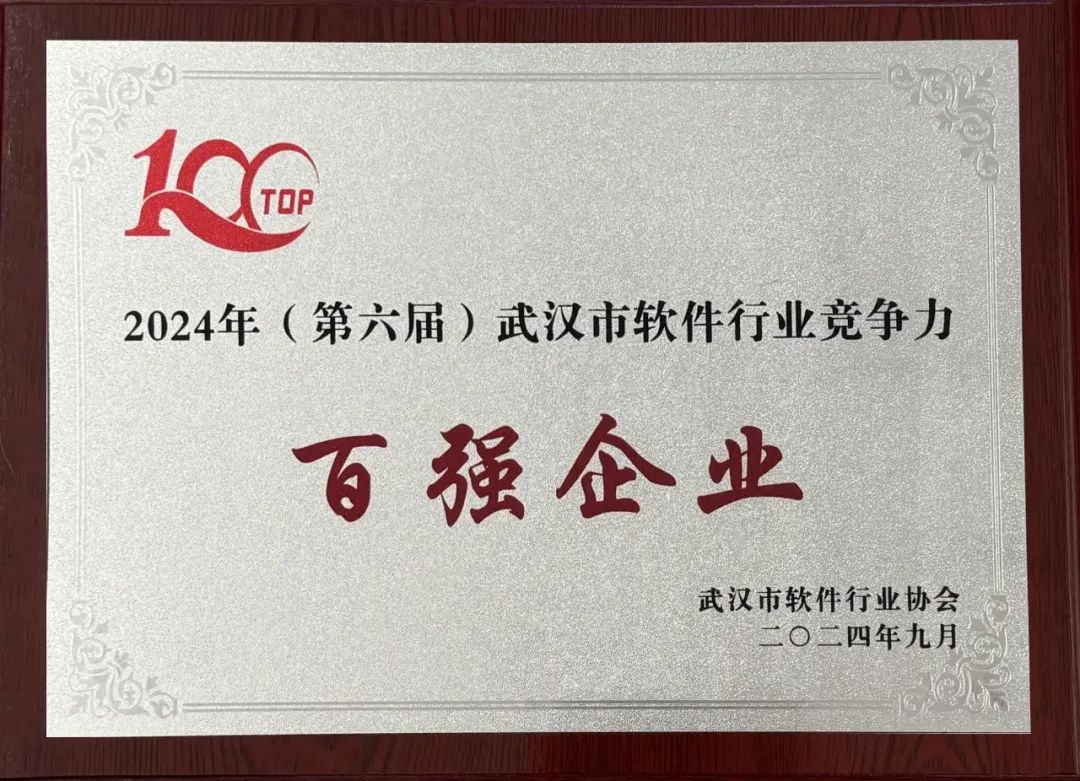 100
TOP
2024年（第六届）武汉市软件行业竞争力
百强企业
武汉市软件行业协会
二〇二四年九月